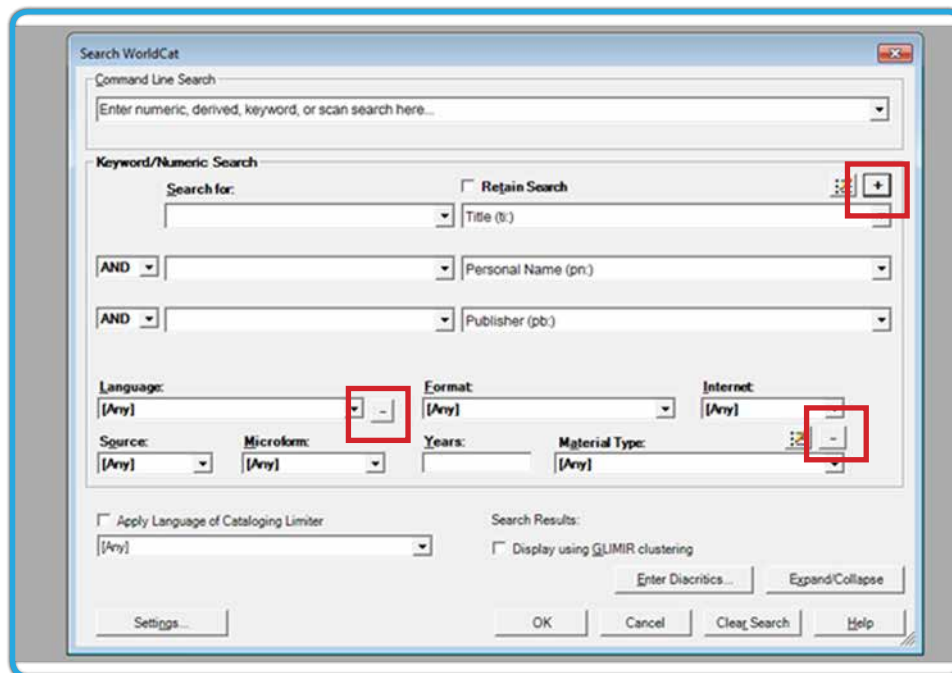 Search WorldCat
Command Line Search
Enter numeric, derived, keyword, or scan search here...
Keyword/Numeric Search
Search for:
Retain Search
+
Title (ti:)
AND
Personal Name (pn:)
AND
Publisher (pb:)
Language:
Format:
Internet:
[Any]
-
[Any]
[Any]
Source:
Microform:
Years:
Material Type:
-
[Any]
[Any]
[Any]
Apply Language of Cataloging Limiter
Search Results:
[Any]
Display using GLIMIR clustering
Enter Diacritics...
Expand/Collapse
Settings...
OK
Cancel
Clear Search
Help